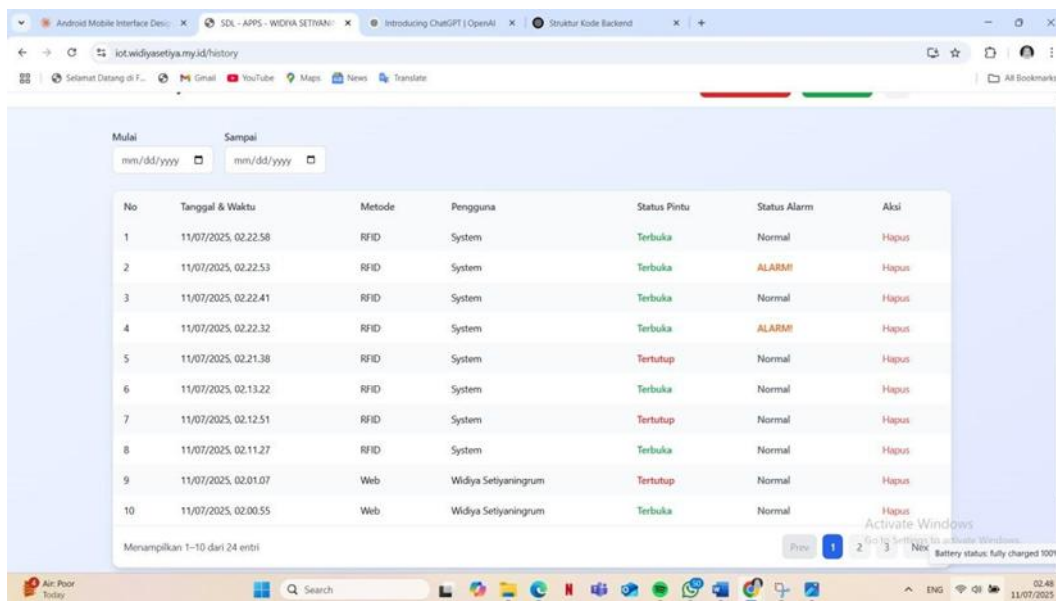 Android Mobile Interface Desig
SDL - APPS - WIDIYA SETIYANI
Introducing ChatGPT | OpenAI
Struktur Kode Backend
iot.widiyasetiya.my.id/history
Selamat Datang di F...
Gmail
YouTube
Maps
News
Translate
All Bookmarks
Mulai Sampai
mm/dd/yyyy mm/dd/yyyy
No Tanggal & Waktu Metode Pengguna Status Pintu Status Alarm Aksi
1 11/07/2025, 02.22.58 RFID System Terbuka Normal Hapus
2 11/07/2025, 02.22.53 RFID System Terbuka ALARM! Hapus
3 11/07/2025, 02.22.41 RFID System Terbuka Normal Hapus
4 11/07/2025, 02.22.32 RFID System Terbuka ALARM! Hapus
5 11/07/2025, 02.21.38 RFID System Tertutup Normal Hapus
6 11/07/2025, 02.13.22 RFID System Terbuka Normal Hapus
7 11/07/2025, 02.12.51 RFID System Tertutup Normal Hapus
8 11/07/2025, 02.11.27 RFID System Terbuka Normal Hapus
9 11/07/2025, 02.01.07 Web Widiya Setiyaningrum Tertutup Normal Hapus
10 11/07/2025, 02.00.55 Web Widiya Setiyaningrum Terbuka Normal Hapus
Activate Windows
Go to Settings to activate Windows.
Menampilkan 1–10 dari 24 entri
Prev 1 2 3 Nex
Battery status: fully charged 100%
Air: Poor
Today
Search
ENG
02.48
11/07/2025